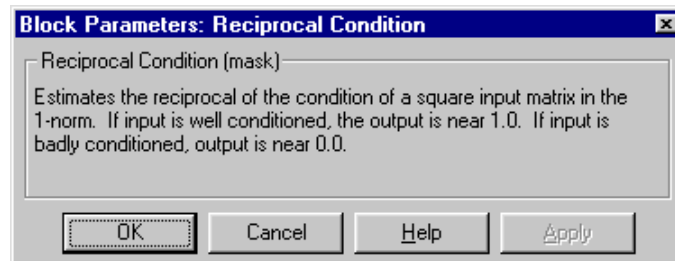 Block Parameters: Reciprocal Condition
Reciprocal Condition (mask)
Estimates the reciprocal of the condition of a square input matrix in the
1-norm.  If input is well conditioned, the output is near 1.0.  If input is
badly conditioned, output is near 0.0.
OK Cancel Help Apply